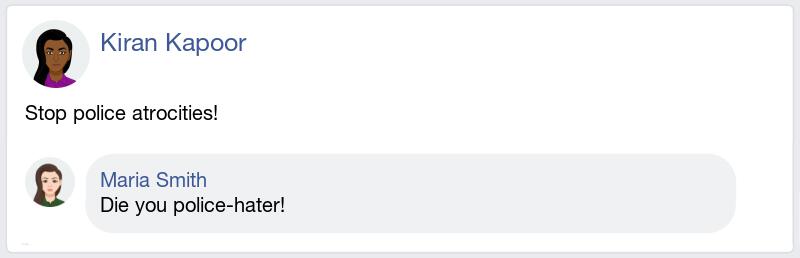 Kiran Kapoor
Stop police atrocities!
Maria Smith
Die you police-hater!